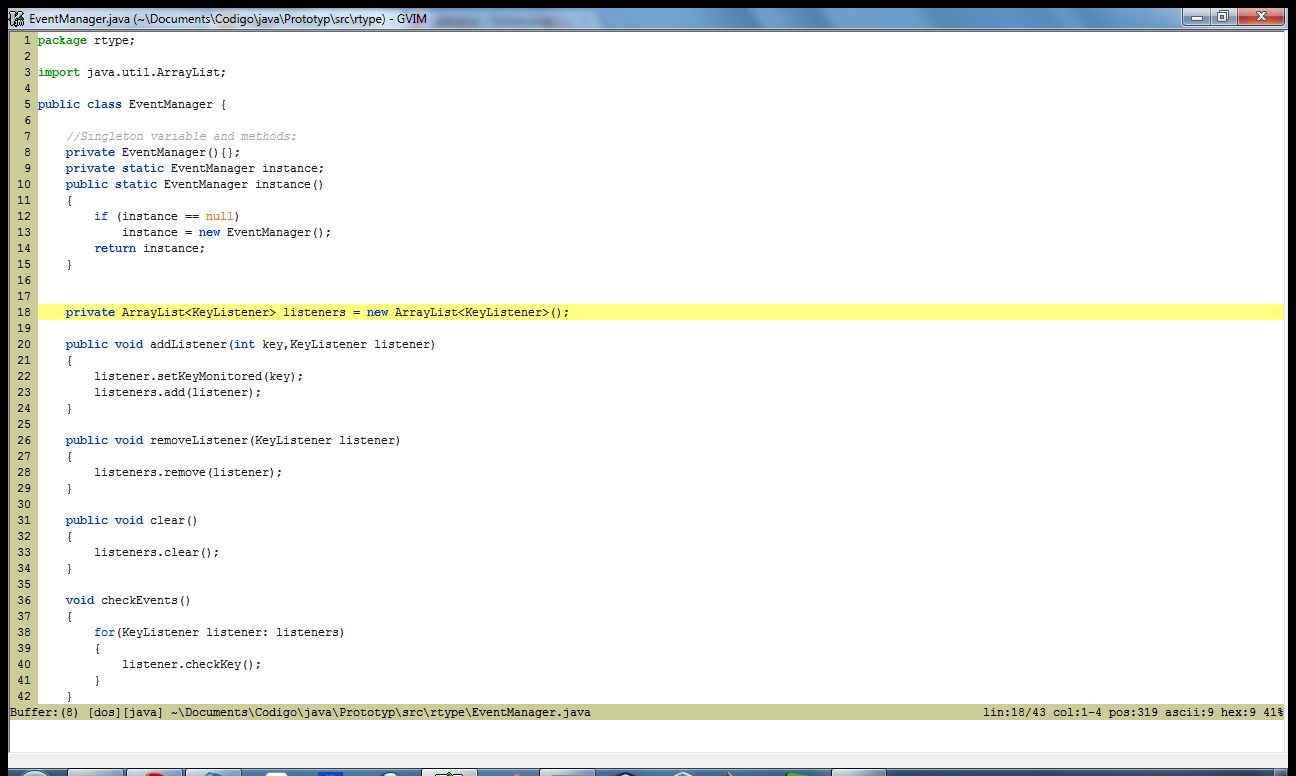 EventManager.java (~\Documents\Codigo\java\Prototyp\src\rtype) - GVIM
1 package rtype;
2
3 import java.util.ArrayList;
4
5 public class EventManager {
6
7     //Singleton variable and methods:
8     private EventManager(){};
9     private static EventManager instance;
10     public static EventManager instance()
11     {
12         if (instance == null)
13             instance = new EventManager();
14         return instance;
15     }
16
17
18     private ArrayList<KeyListener> listeners = new ArrayList<KeyListener>();
19
20     public void addListener(int key,KeyListener listener)
21     {
22         listener.setKeyMonitored(key);
23         listeners.add(listener);
24     }
25
26     public void removeListener(KeyListener listener)
27     {
28         listeners.remove(listener);
29     }
30
31     public void clear()
32     {
33         listeners.clear();
34     }
35
36     void checkEvents()
37     {
38         for(KeyListener listener: listeners)
39         {
40             listener.checkKey();
41         }
42     }
Buffer:(8) [dos][java] ~\Documents\Codigo\java\Prototyp\src\rtype\EventManager.java lin:18/43 col:1-4 pos:319 ascii:9 hex:9 41%